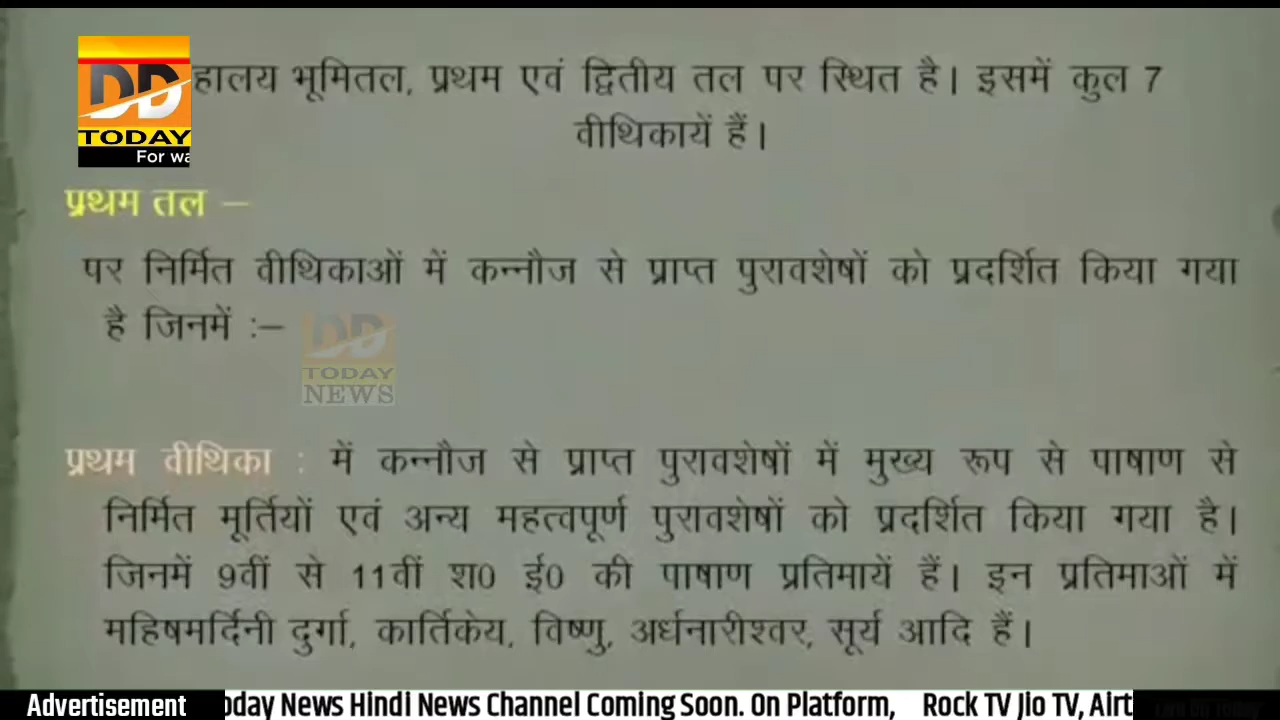 DD
TODAY
For wa
हालय भूमितल, प्रथम एवं द्वितीय तल पर स्थित है। इसमें कुल 7
वीथिकायें हैं।
प्रथम तल –
पर निर्मित वीथिकाओं में कन्नौज से प्राप्त पुरावशेषों को प्रदर्शित किया गया
है जिनमें :–
DD
TODAY
NEWS
प्रथम वीथिका : में कन्नौज से प्राप्त पुरावशेषों में मुख्य रूप से पाषाण से
निर्मित मूर्तियों एवं अन्य महत्वपूर्ण पुरावशेषों को प्रदर्शित किया गया है।
जिनमें 9वीं से 11वीं श0 ई0 की पाषाण प्रतिमायें हैं। इन प्रतिमाओं में
महिषमर्दिनी दुर्गा, कार्तिकेय, विष्णु, अर्धनारीश्वर, सूर्य आदि हैं।
Advertisement oday News Hindi News Channel Coming Soon. On Platform, Rock TV Jio TV, Airt